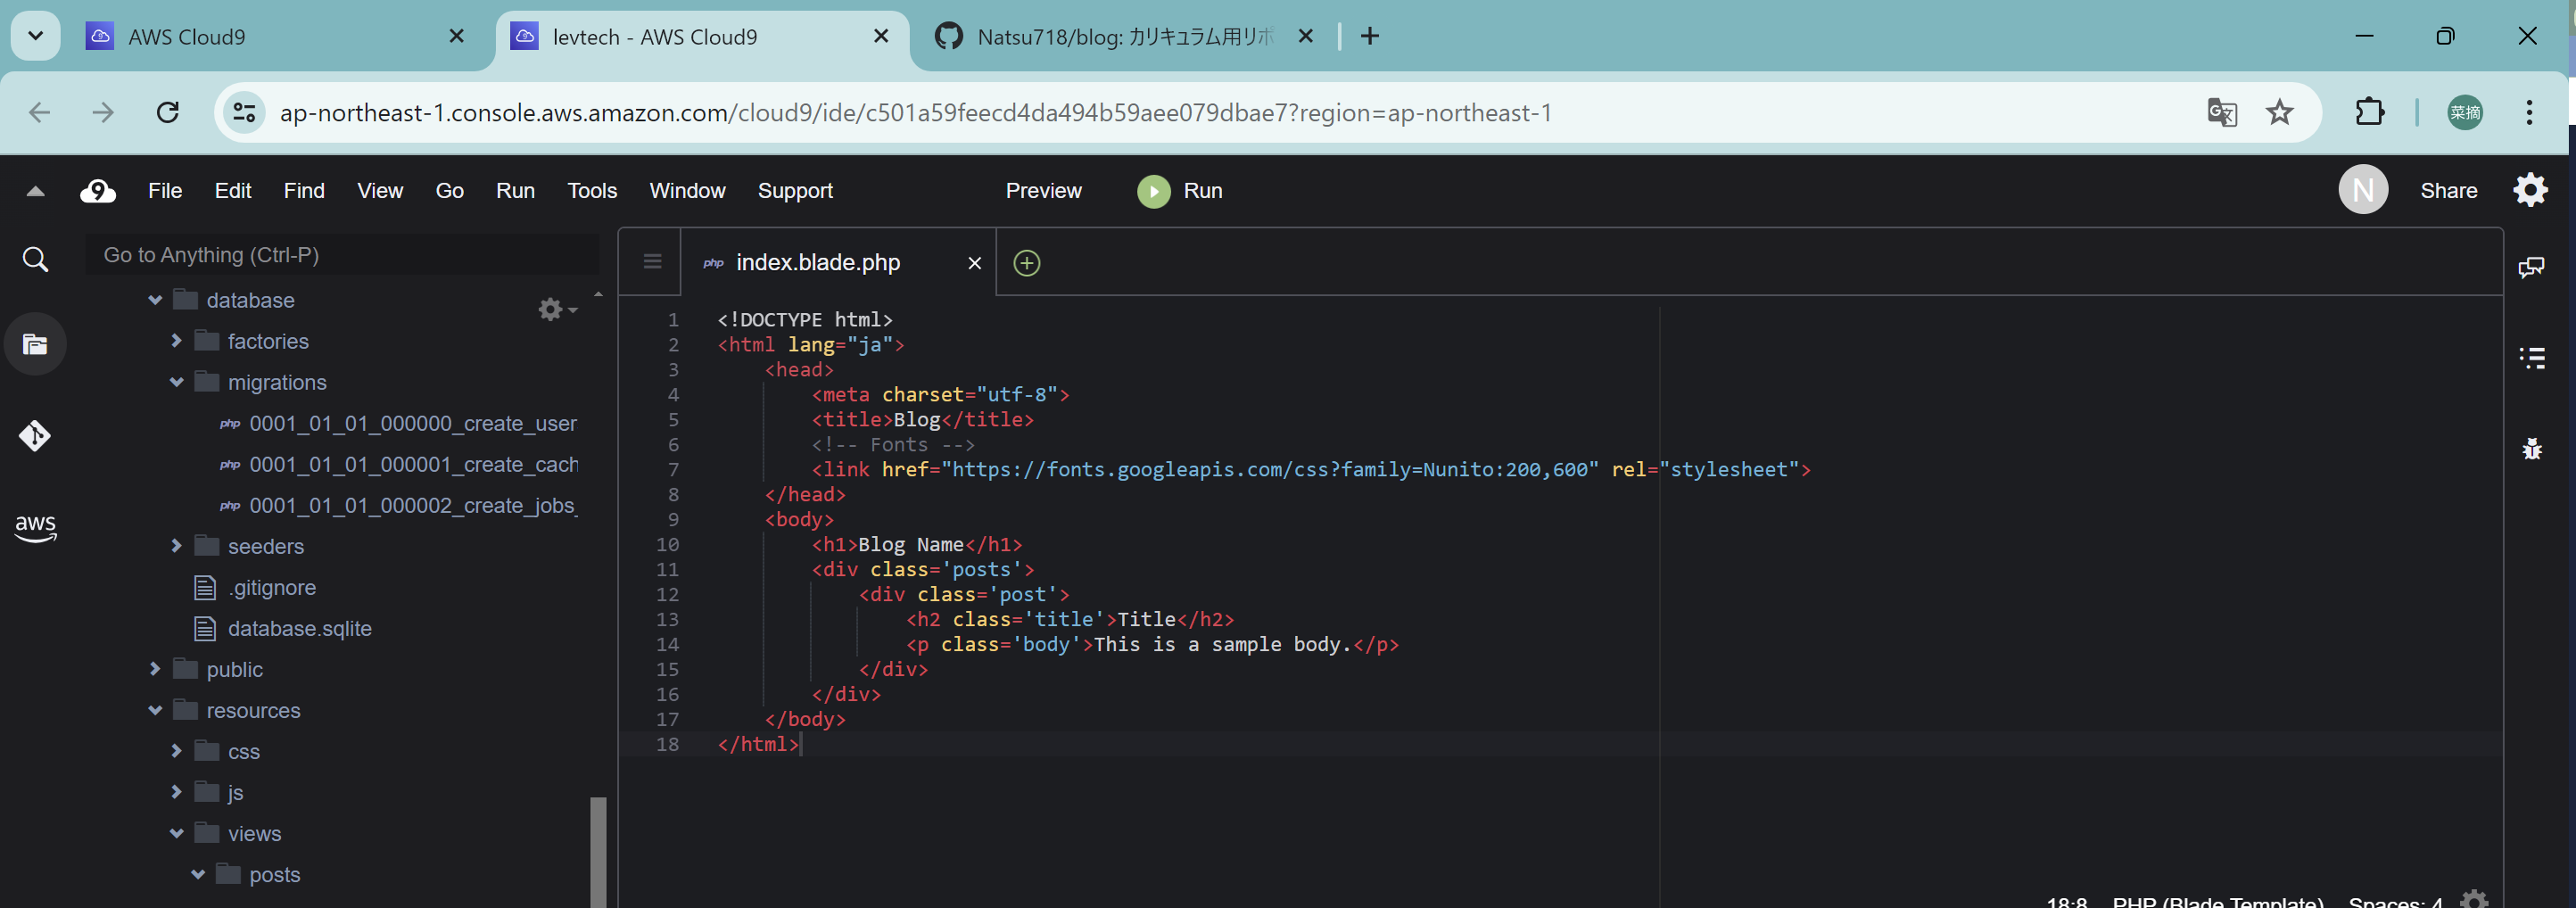 AWS Cloud9
levtech - AWS Cloud9
Natsu718/blog: カリキュラム用リポ
ap-northeast-1.console.aws.amazon.com/cloud9/ide/c501a59feecd4da494b59aee079dbae7?region=ap-northeast-1
菜摘
9 File Edit Find View Go Run Tools Window Support Preview Run N Share
Go to Anything (Ctrl-P)
database
factories
migrations
php 0001_01_01_000000_create_user
php 0001_01_01_000001_create_cach
php 0001_01_01_000002_create_jobs_
seeders
.gitignore
database.sqlite
public
resources
css
js
views
posts
aws
php index.blade.php
1 <!DOCTYPE html>
2 <html lang="ja">
3 <head>
4 <meta charset="utf-8">
5 <title>Blog</title>
6 <!-- Fonts -->
7 <link href="https://fonts.googleapis.com/css?family=Nunito:200,600" rel="stylesheet">
8 </head>
9 <body>
10 <h1>Blog Name</h1>
11 <div class='posts'>
12 <div class='post'>
13 <h2 class='title'>Title</h2>
14 <p class='body'>This is a sample body.</p>
15 </div>
16 </div>
17 </body>
18 </html>
18:8 PHP (Blade Template) Spaces: 4